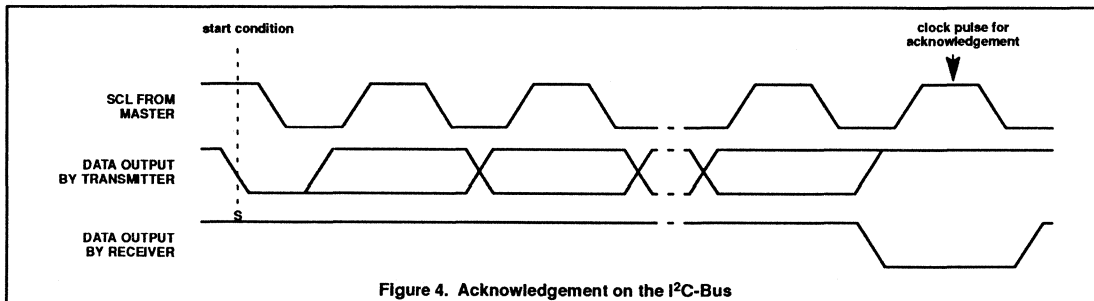 start condition
clock pulse for
acknowledgement
SCL FROM
MASTER
DATA OUTPUT
BY TRANSMITTER
S
DATA OUTPUT
BY RECEIVER
Figure 4. Acknowledgement on the I²C-Bus